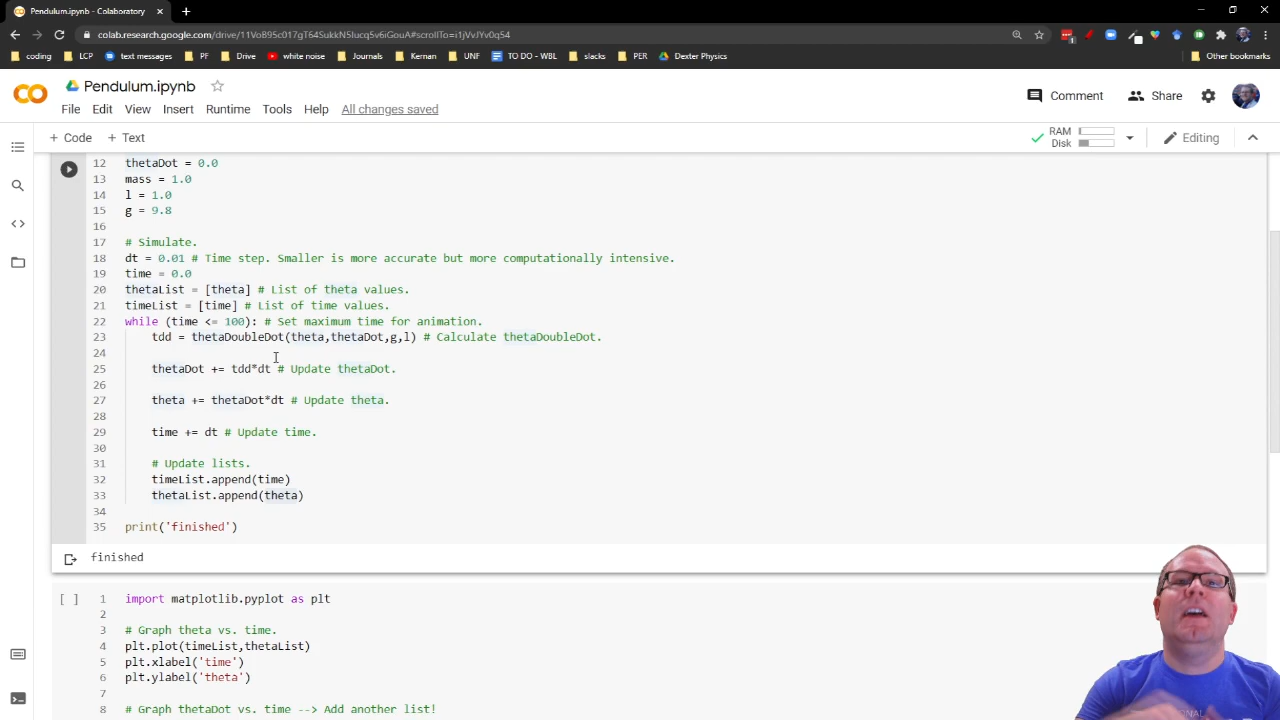 Pendulum.ipynb - Colaboratory
colab.research.google.com/drive/11Vo895c017gT64SukkN5Iucq5v6iGouA#scrollTo=i1jVvJYv0q54
coding LCP text messages PF Drive white noise Journals Kernan UNF TO DO - WBL slacks PER Dexter Physics Other bookmarks
Pendulum.ipynb
File Edit View Insert Runtime Tools Help All changes saved
Comment Share
+ Code + Text
RAM
Disk
Editing
12 thetaDot = 0.0
13 mass = 1.0
14 l = 1.0
15 g = 9.8
16
17 # Simulate.
18 dt = 0.01 # Time step. Smaller is more accurate but more computationally intensive.
19 time = 0.0
20 thetaList = [theta] # List of theta values.
21 timeList = [time] # List of time values.
22 while (time <= 100): # Set maximum time for animation.
23 tdd = thetaDoubleDot(theta,thetaDot,g,l) # Calculate thetaDoubleDot.
24
25 thetaDot += tdd*dt # Update thetaDot.
26
27 theta += thetaDot*dt # Update theta.
28
29 time += dt # Update time.
30
31 # Update lists.
32 timeList.append(time)
33 thetaList.append(theta)
34
35 print('finished')
finished
[ ] 1 import matplotlib.pyplot as plt
2
3 # Graph theta vs. time.
4 plt.plot(timeList,thetaList)
5 plt.xlabel('time')
6 plt.ylabel('theta')
7
8 # Graph thetaDot vs. time --> Add another list!